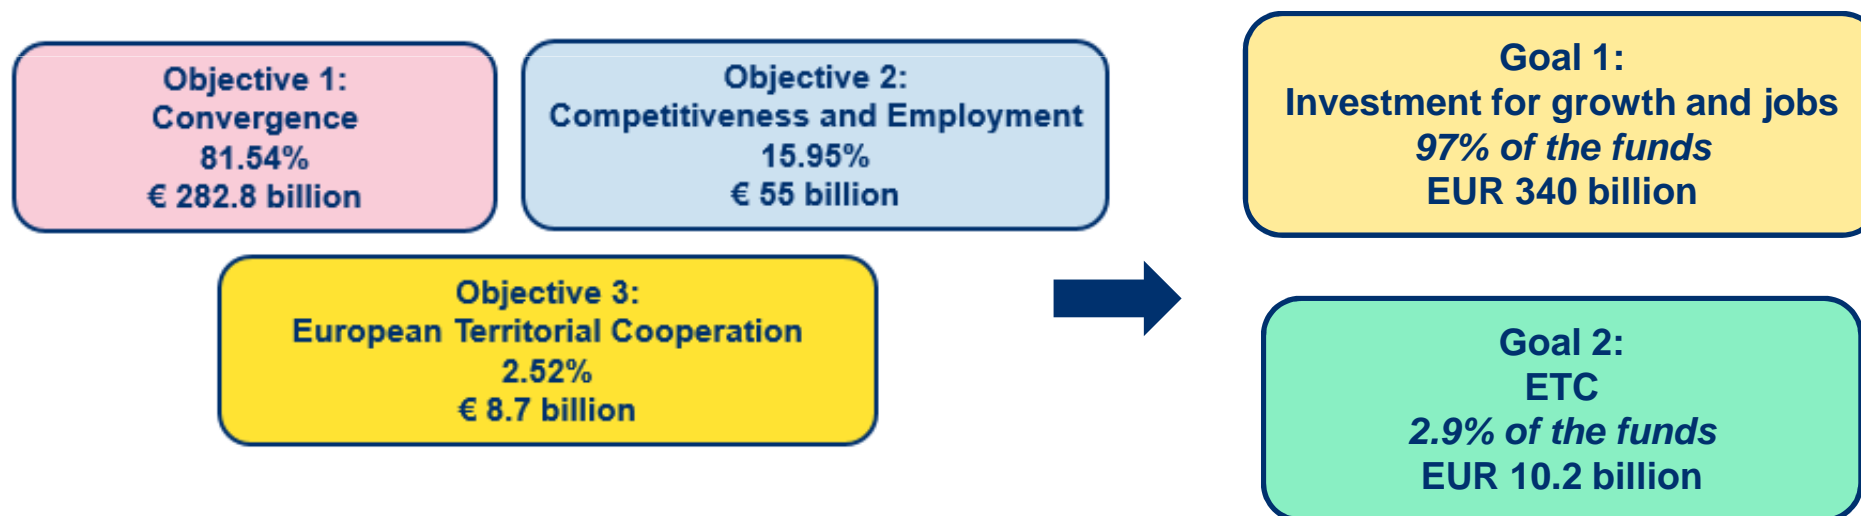 Objective 1:
Convergence
81.54%
€ 282.8 billion
Objective 2:
Competitiveness and Employment
15.95%
€ 55 billion
Objective 3:
European Territorial Cooperation
2.52%
€ 8.7 billion
Goal 1:
Investment for growth and jobs
97% of the funds
EUR 340 billion
Goal 2:
ETC
2.9% of the funds
EUR 10.2 billion